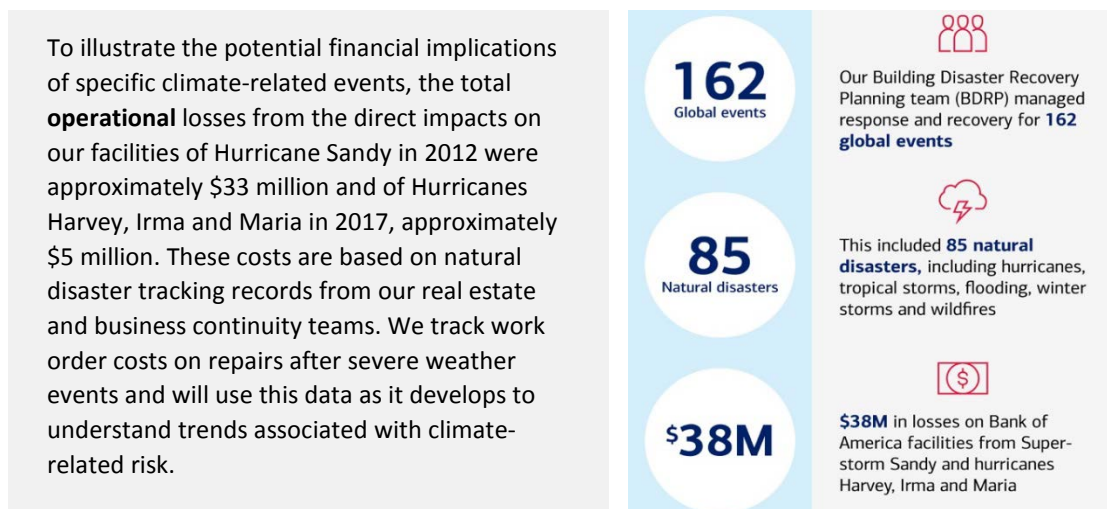 To illustrate the potential financial implications
of specific climate-related events, the total
operational losses from the direct impacts on
our facilities of Hurricane Sandy in 2012 were
approximately $33 million and of Hurricanes
Harvey, Irma and Maria in 2017, approximately
$5 million. These costs are based on natural
disaster tracking records from our real estate
and business continuity teams. We track work
order costs on repairs after severe weather
events and will use this data as it develops to
understand trends associated with climate-
related risk.
162
Global events
Our Building Disaster Recovery
Planning team (BDRP) managed
response and recovery for 162
global events
85
Natural disasters
This included 85 natural
disasters, including hurricanes,
tropical storms, flooding, winter
storms and wildfires
$38M
$
$38M in losses on Bank of
America facilities from Super-
storm Sandy and hurricanes
Harvey, Irma and Maria